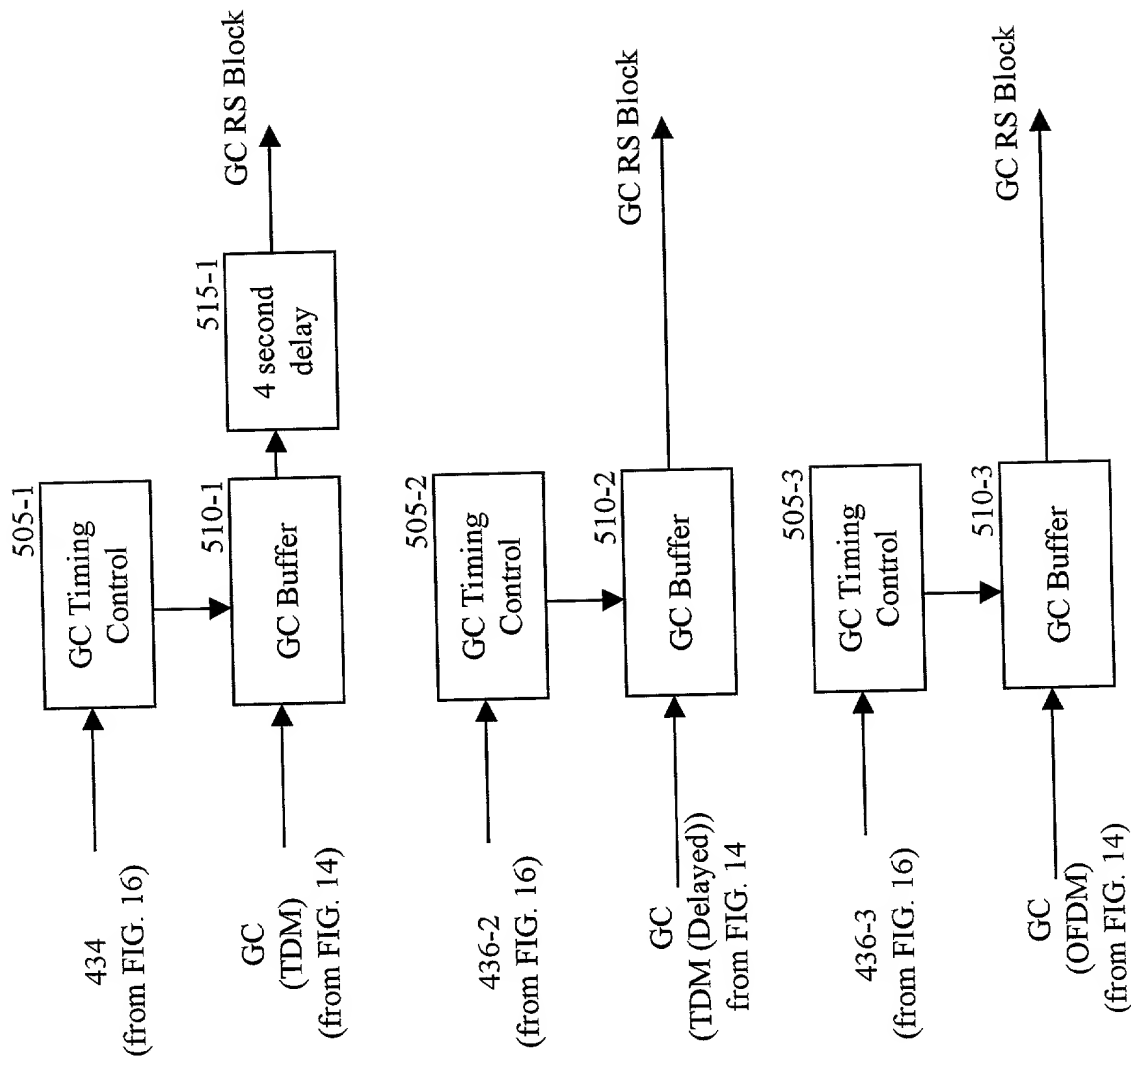 505-1
GC Timing
Control
434
(from FIG. 16)
510-1
GC Buffer
GC
(TDM)
(from FIG. 14)
515-1
4 second
delay
GC RS Block
505-2
GC Timing
Control
436-2
(from FIG. 16)
510-2
GC Buffer
GC
(TDM (Delayed))
from FIG. 14
GC RS Block
505-3
GC Timing
Control
436-3
(from FIG. 16)
510-3
GC Buffer
GC
(OFDM)
(from FIG. 14)
GC RS Block